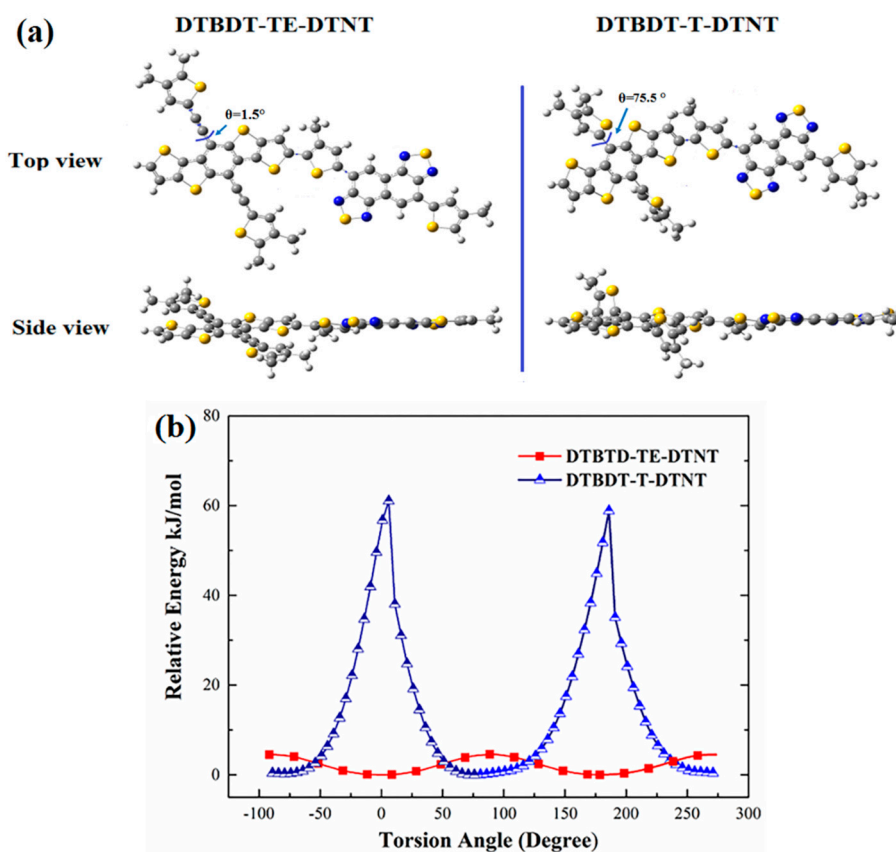 (a)
DTBDT-TE-DTNT
DTBDT-T-DTNT
θ=1.5°
θ=75.5 °
Top view
Side view
(b)
80
60
40
20
0
Relative Energy kJ/mol
DTBTD-TE-DTNT
DTBDT-T-DTNT
-100
-50
0
50
100
150
200
250
300
Torsion Angle (Degree)